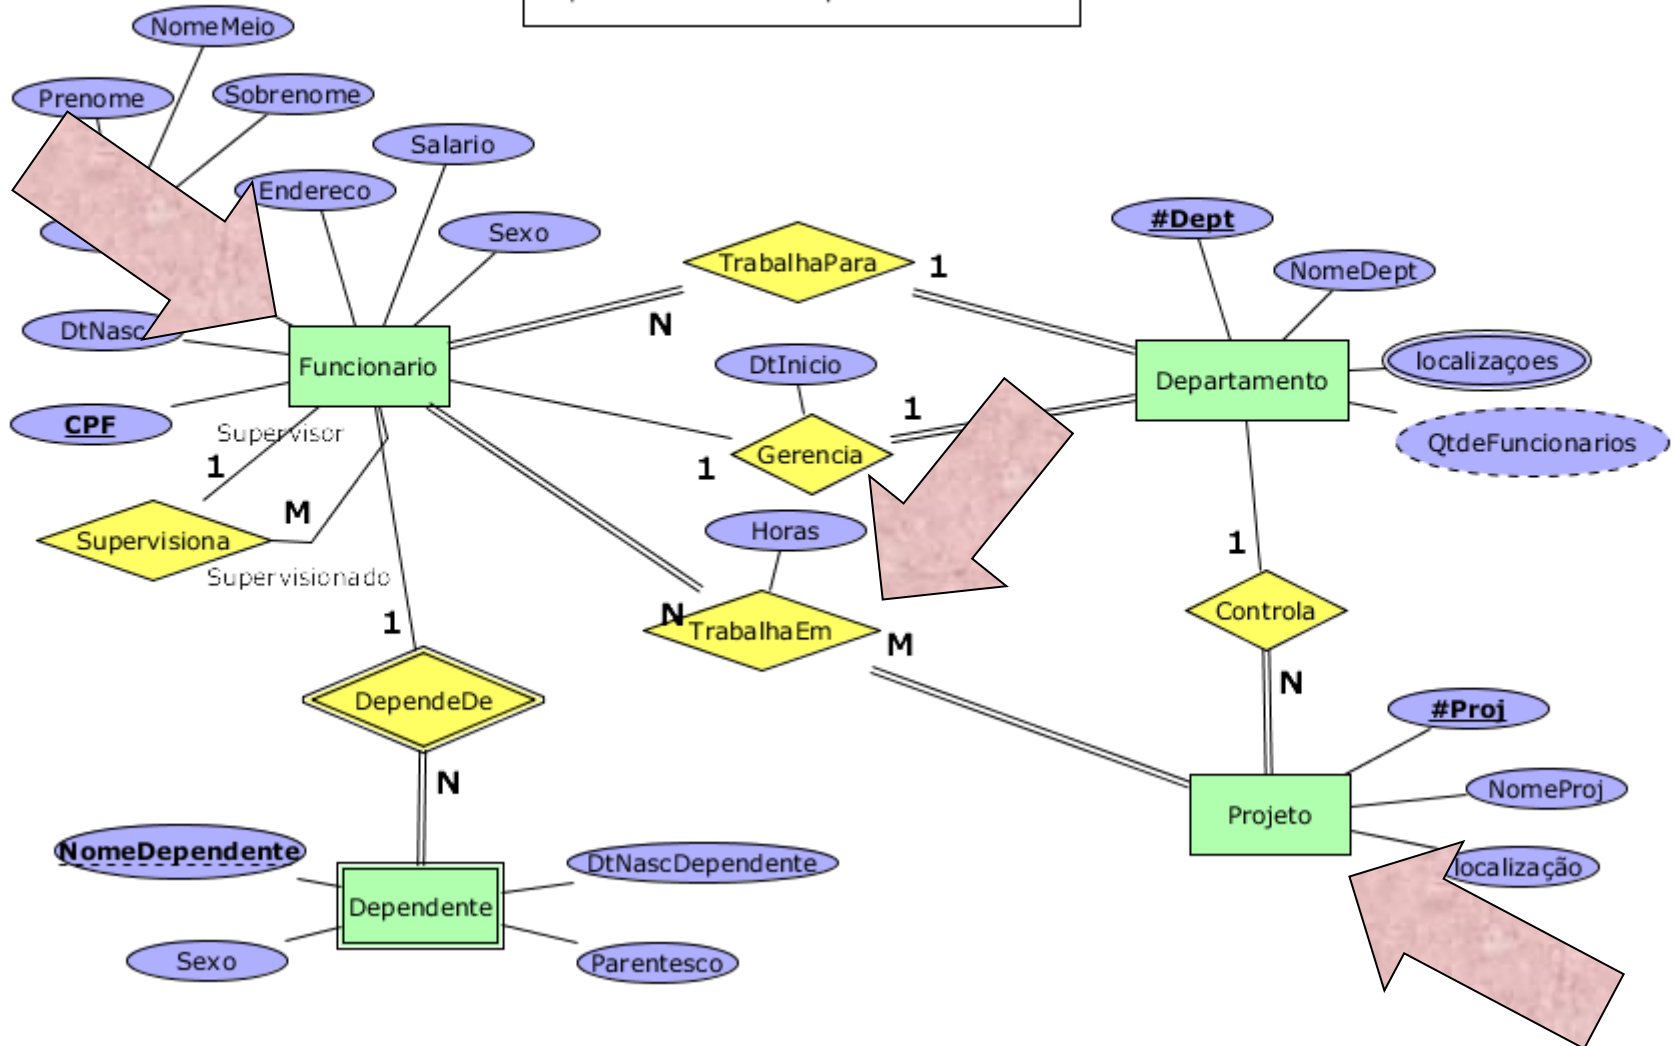 NomeMeio
Prenome
Sobrenome
Salario
Endereco
Sexo
DtNasc
CPF
Funcionario
TrabalhaPara
1
N
#Dept
NomeDept
localizaçoes
QtdeFuncionarios
Departamento
DtInicio
Gerencia
1
1
Supervisor
1
M
Supervisiona
Supervisionado
Horas
TrabalhaEm
N
M
1
Controla
N
1
DependeDe
N
#Proj
NomeProj
localização
Projeto
NomeDependente
DtNascDependente
Dependente
Sexo
Parentesco